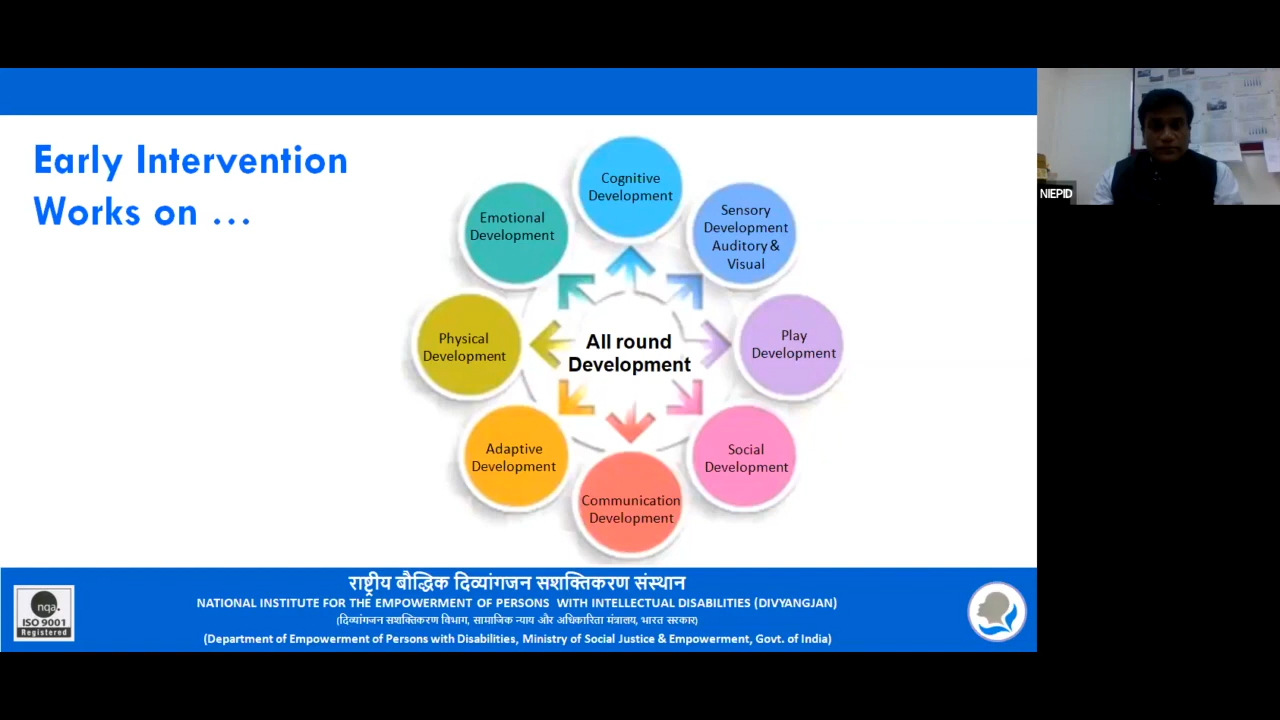 Early Intervention
Works on ...
Cognitive
Development
Sensory
Development
Auditory &
Visual
Play
Development
Social
Development
Communication
Development
Adaptive
Development
Physical
Development
Emotional
Development
All round
Development
NIEPID
nqa.
ISO 9001
Registered
राष्ट्रीय बौद्धिक दिव्यांगजन सशक्तिकरण संस्थान
NATIONAL INSTITUTE FOR THE EMPOWERMENT OF PERSONS WITH INTELLECTUAL DISABILITIES (DIVYANGJAN)
(दिव्यांगजन सशक्तिकरण विभाग, सामाजिक न्याय और अधिकारिता मंत्रालय, भारत सरकार)
(Department of Empowerment of Persons with Disabilities, Ministry of Social Justice & Empowerment, Govt. of India)